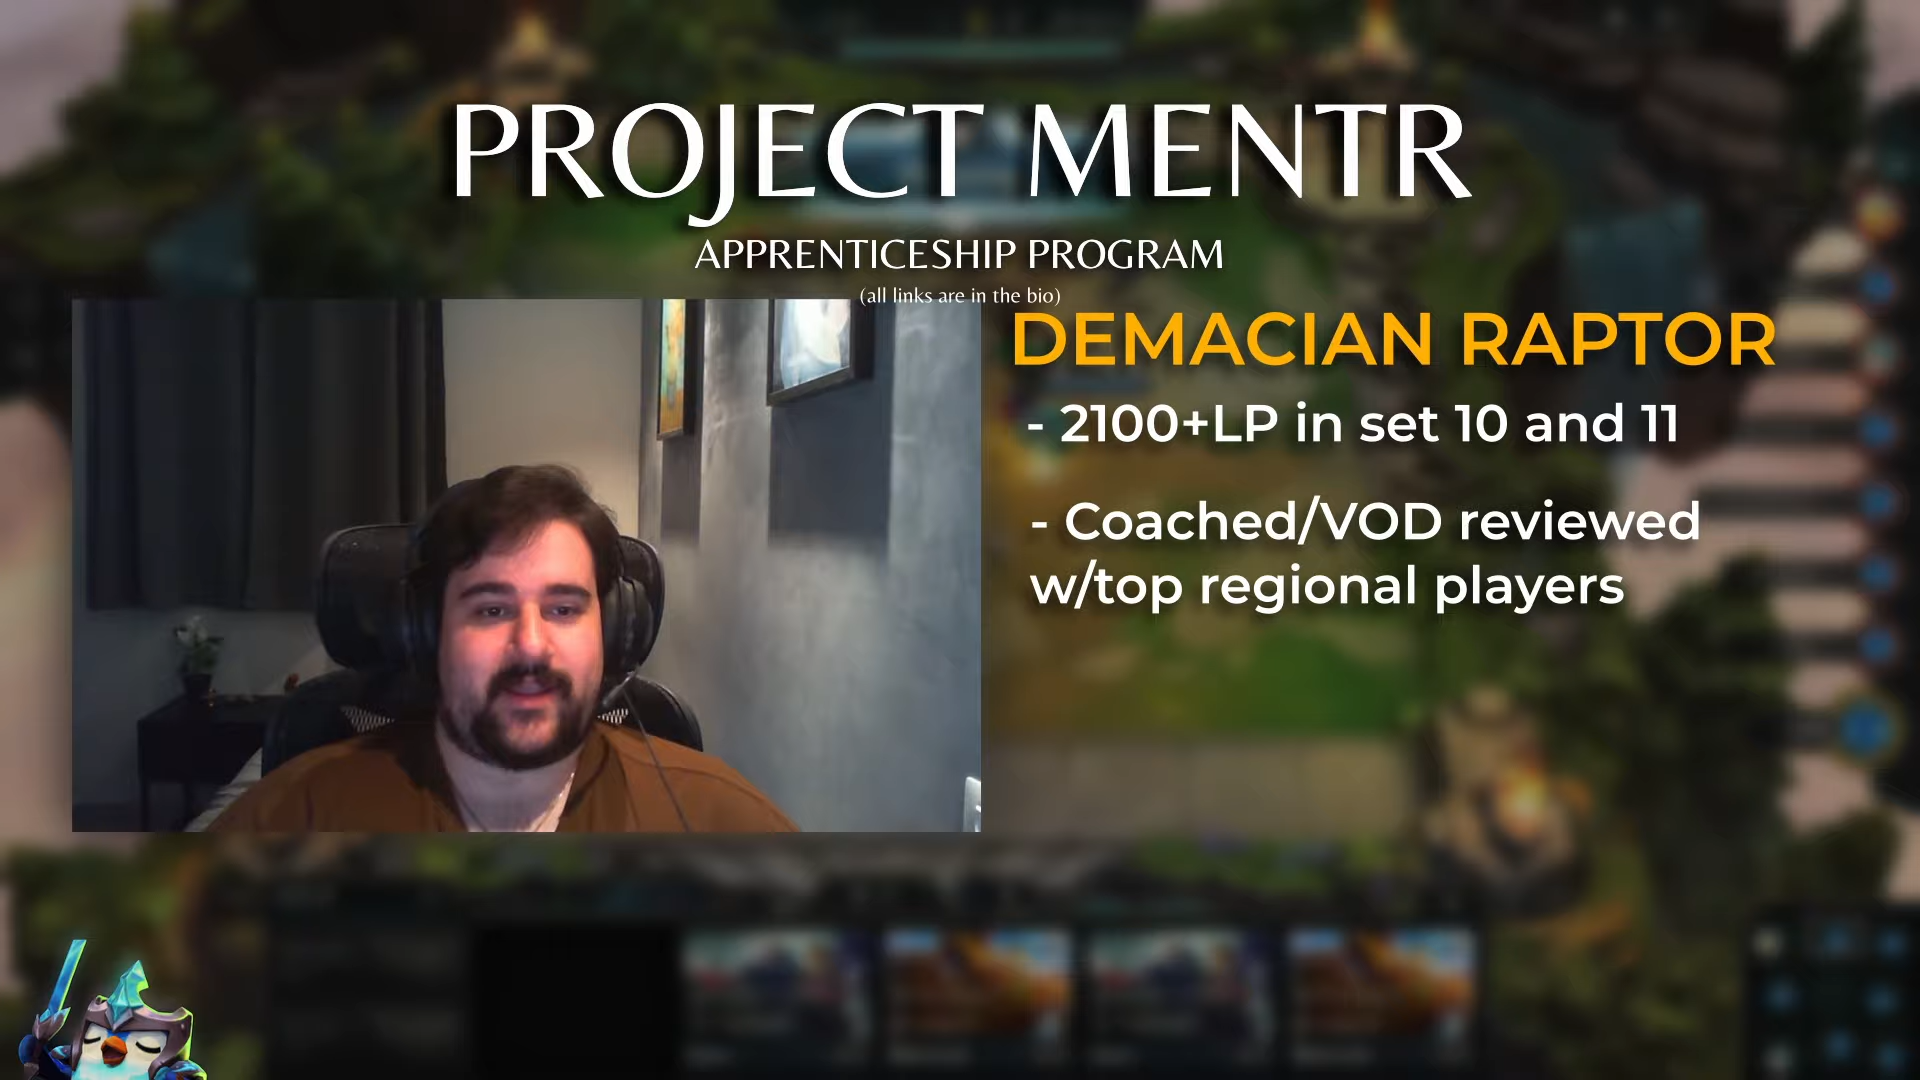 PROJECT MENTR
APPRENTICESHIP PROGRAM
(all links are in the bio)
DEMACIAN RAPTOR
- 2100+LP in set 10 and 11
- Coached/VOD reviewed
w/top regional players